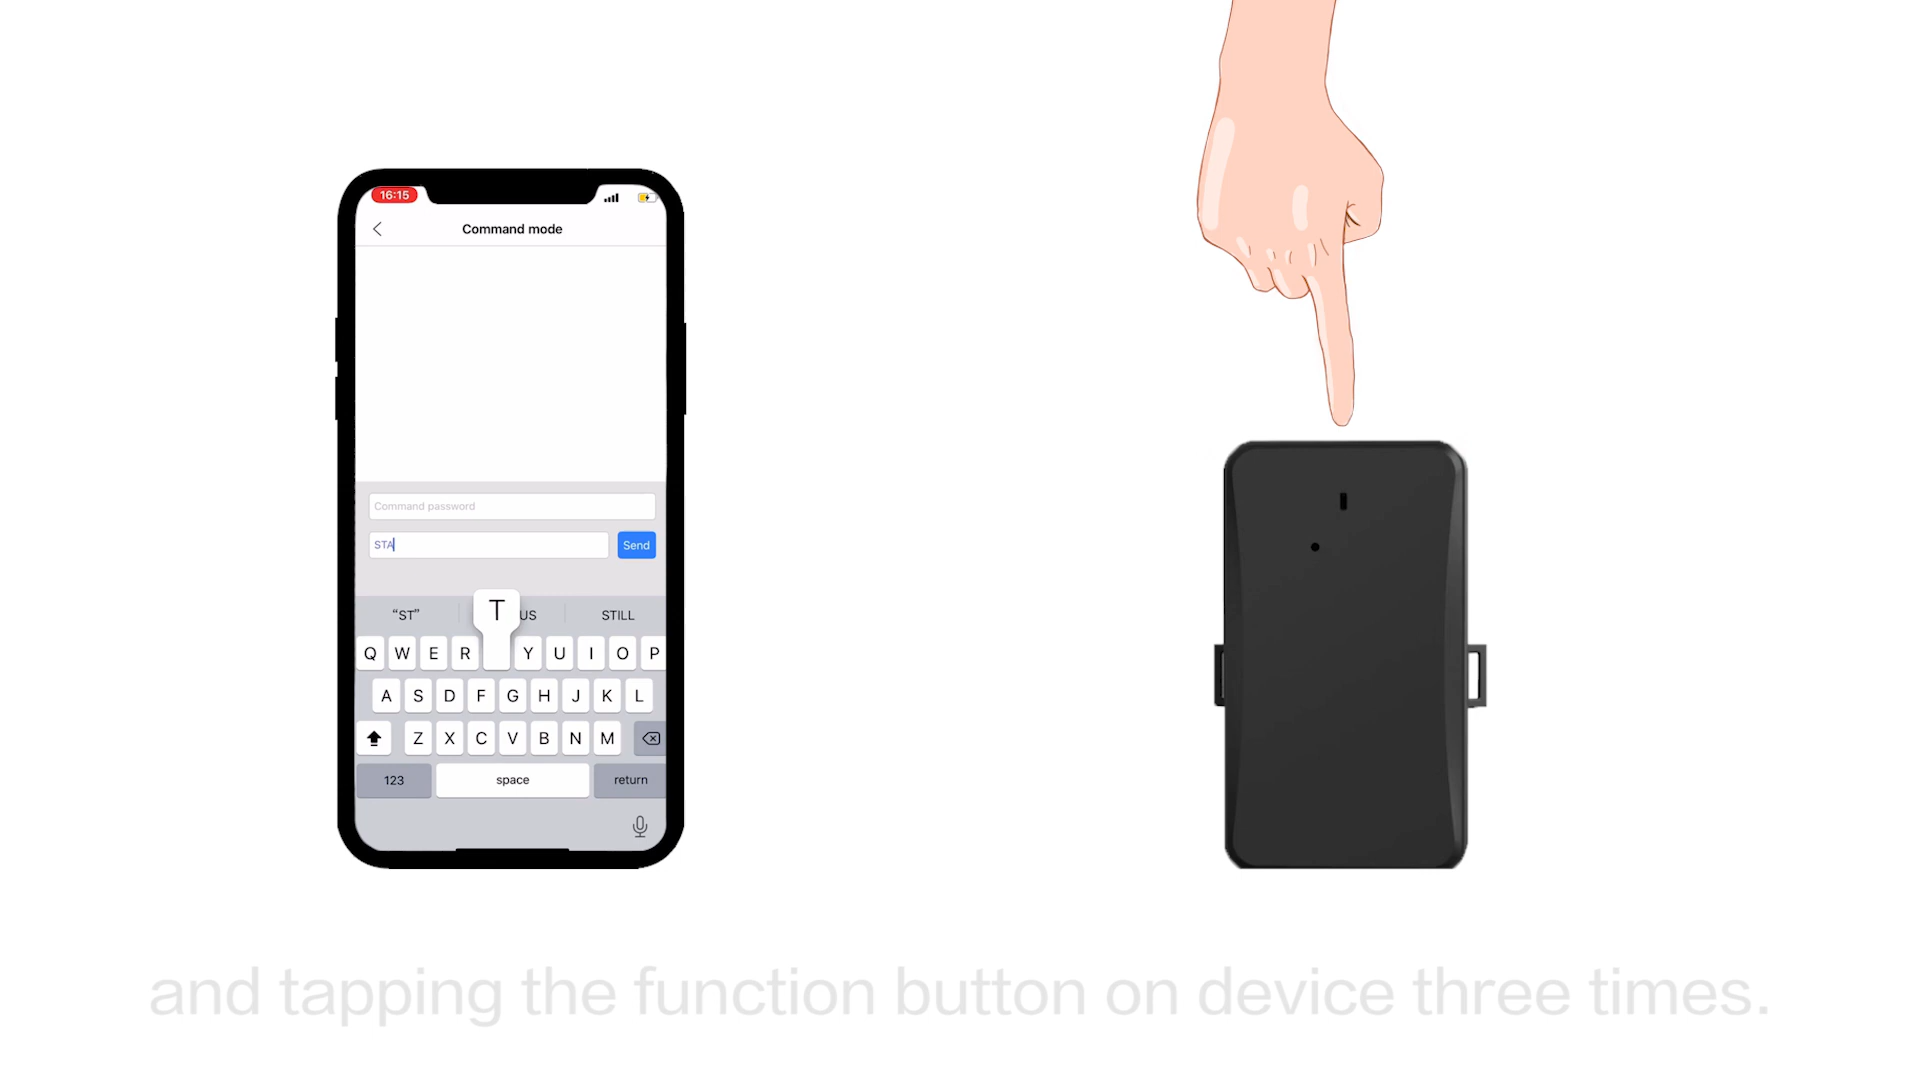 16:15
Command mode
Command password
STA
Send
“ST” US STILL
T
Q W E R Y U I O P
A S D F G H J K L
Z X C V B N M
123 space return
and tapping the function button on device three times.